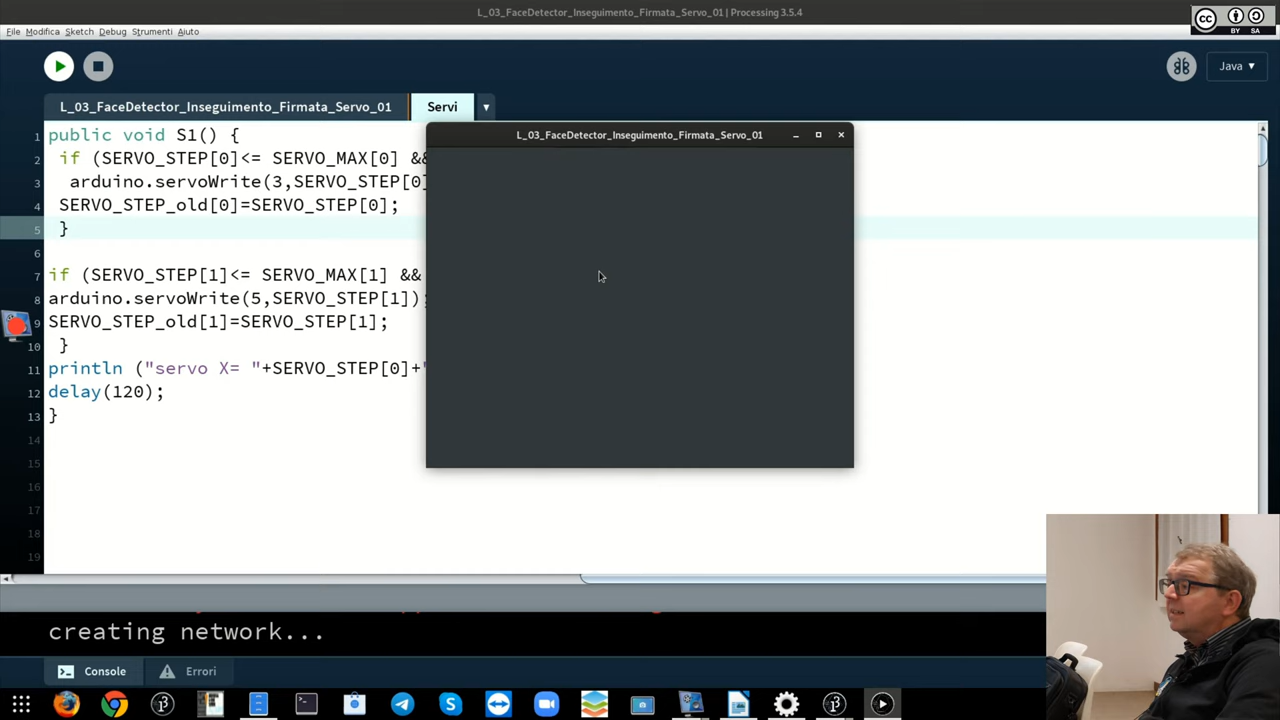 L_03_FaceDetector_Inseguimento_Firmata_Servo_01 | Processing 3.5.4
File Modifica Sketch Debug Strumenti Aiuto
Java ▼
L_03_FaceDetector_Inseguimento_Firmata_Servo_01 Servi ▼
L_03_FaceDetector_Inseguimento_Firmata_Servo_01
1 public void S1() {
2 if (SERVO_STEP[0]<= SERVO_MAX[0] &&
3 arduino.servoWrite(3,SERVO_STEP[0]
4 SERVO_STEP_old[0]=SERVO_STEP[0];
5 }
6
7 if (SERVO_STEP[1]<= SERVO_MAX[1] &&
8 arduino.servoWrite(5,SERVO_STEP[1]);
9 SERVO_STEP_old[1]=SERVO_STEP[1];
10 }
11 println ("servo X= "+SERVO_STEP[0]+"
12 delay(120);
13 }
14
15
16
17
18
19
creating network...
Console Errori
cc BY SA